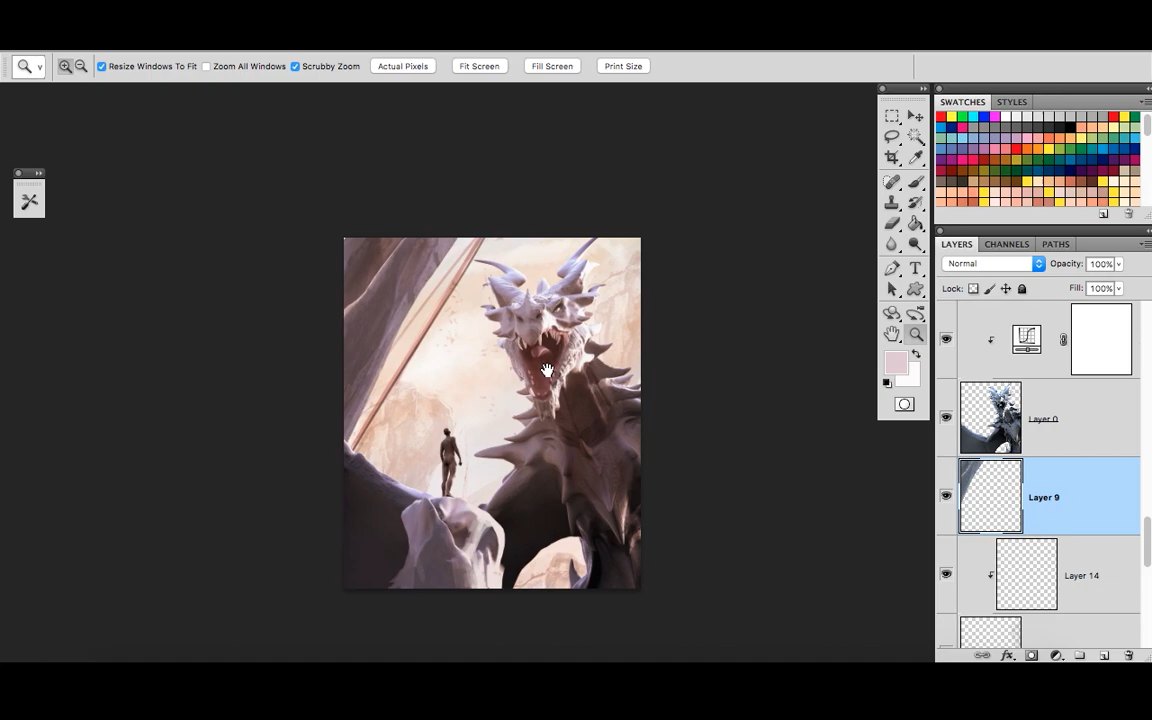 Resize Windows To Fit Zoom All Windows Scrubby Zoom Actual Pixels Fit Screen Fill Screen Print Size
SWATCHES STYLES
LAYERS CHANNELS PATHS
Normal Opacity: 100%
Lock: Fill: 100%
Layer 0
Layer 9
Layer 14
fx